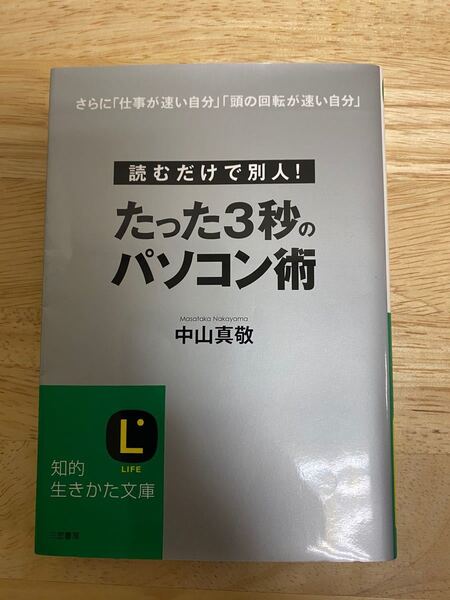 さらに「仕事が速い自分」「頭の回転が速い自分」
読むだけで別人!
たった3秒の
パソコン術
Masataka Nakayama
中山真敬
L
LIFE
知的
生きかた文庫
三笠書房